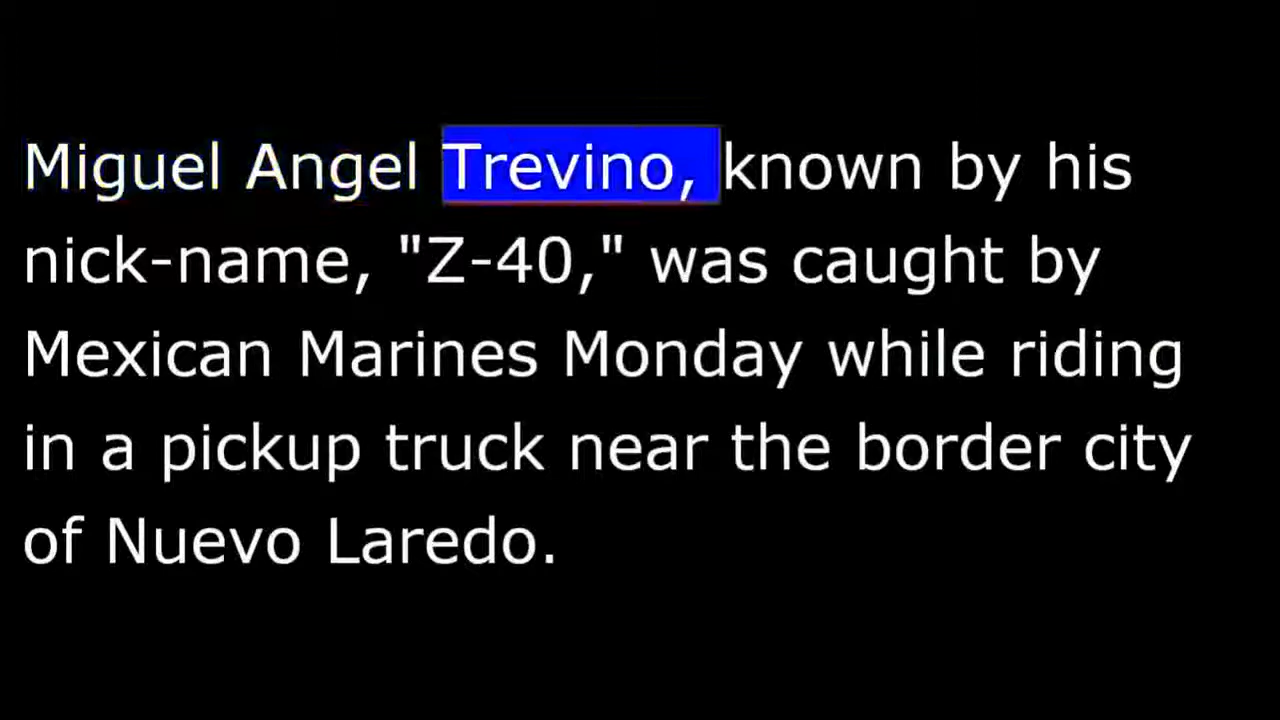 Miguel Angel Trevino, known by his
nick-name, "Z-40," was caught by
Mexican Marines Monday while riding
in a pickup truck near the border city
of Nuevo Laredo.